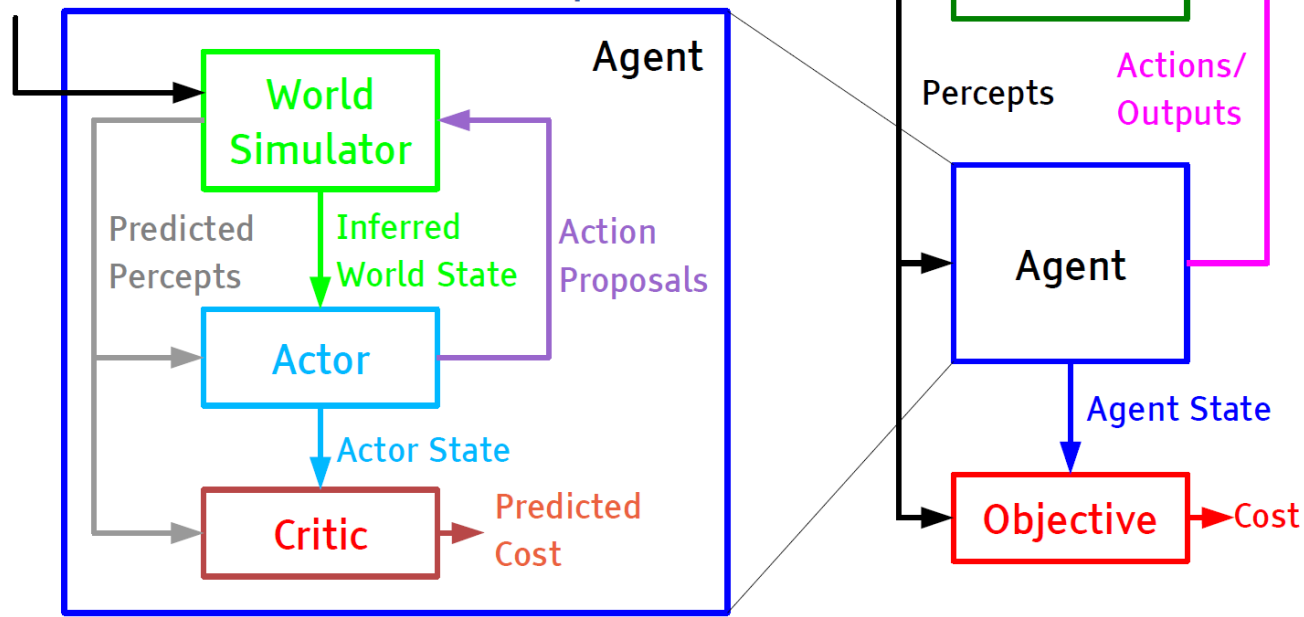 Agent
World
Simulator
Predicted
Percepts
Inferred
World State
Action
Proposals
Actor
Actor State
Critic
Predicted
Cost
Percepts
Actions/
Outputs
Agent
Agent State
Objective
Cost